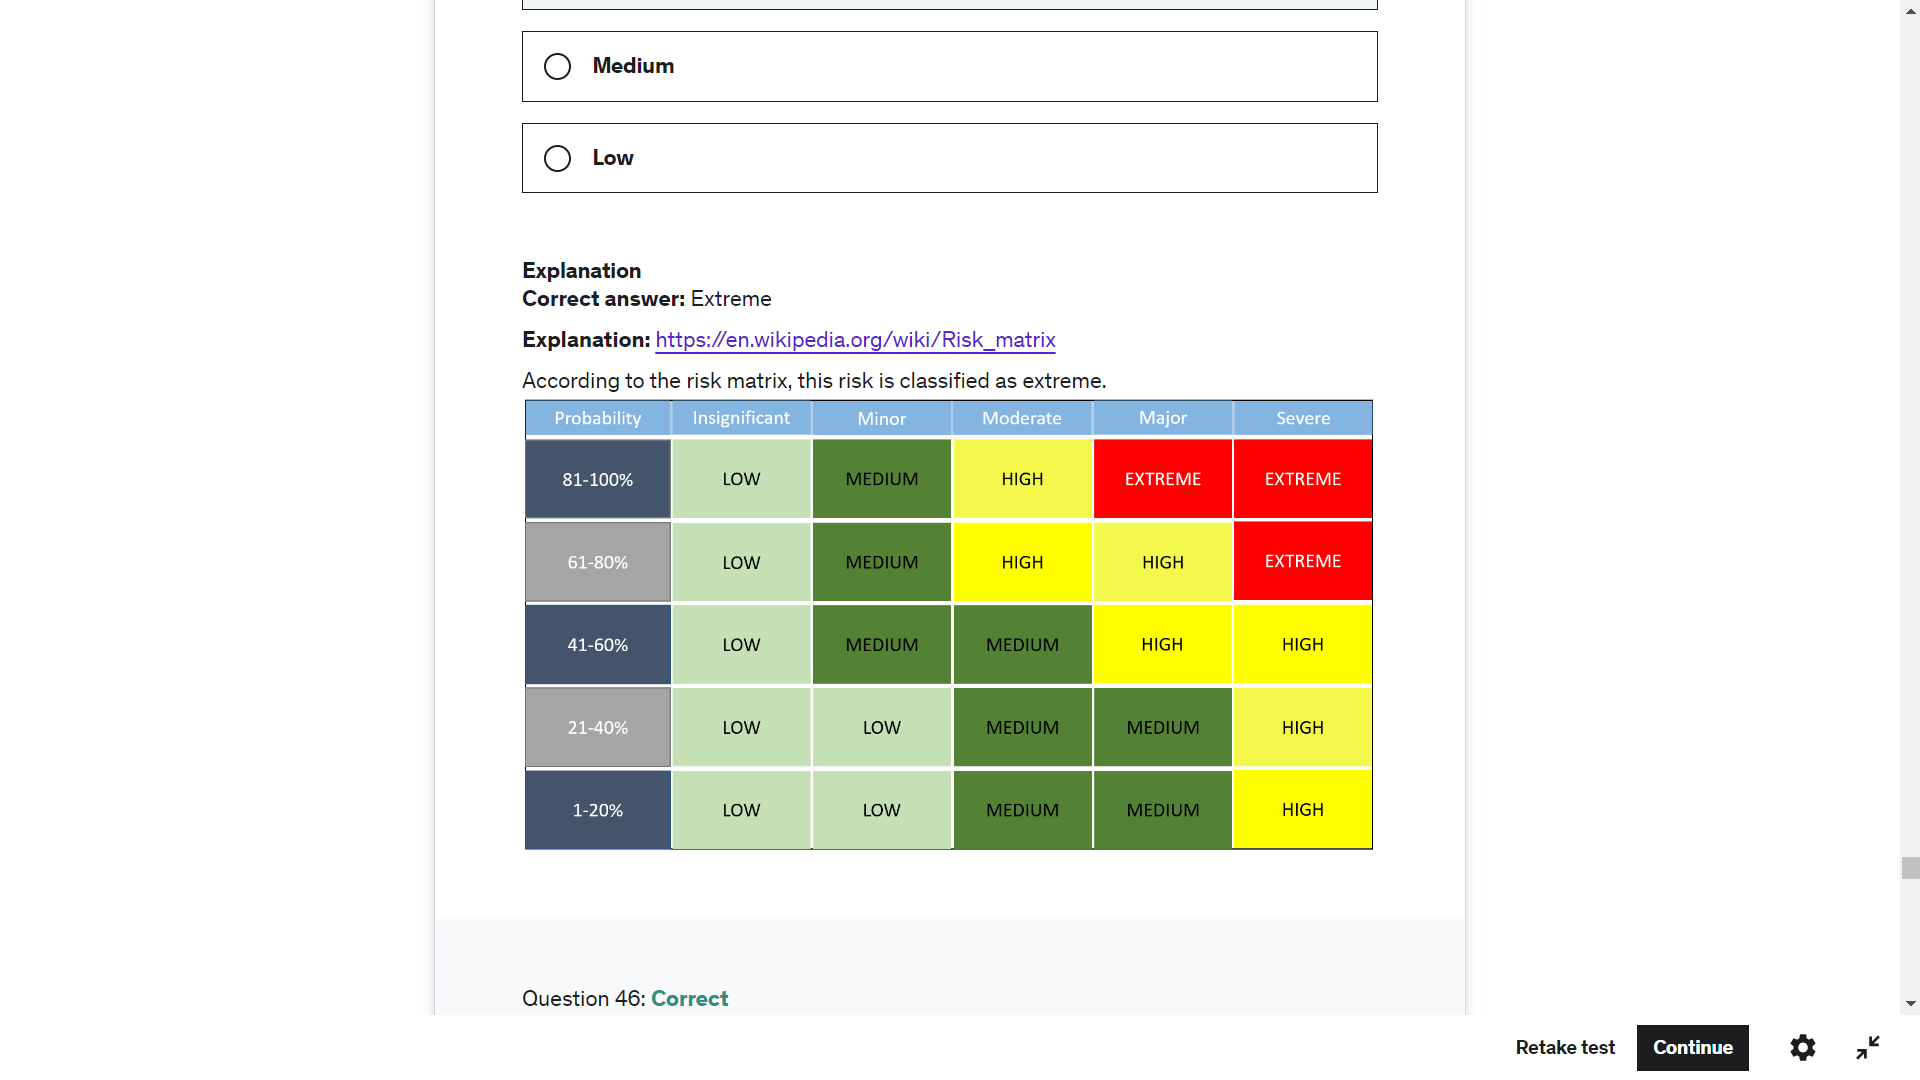 Medium
Low
Explanation
Correct answer: Extreme
Explanation: https://en.wikipedia.org/wiki/Risk_matrix
According to the risk matrix, this risk is classified as extreme.
Probability Insignificant Minor Moderate Major Severe
81-100% LOW MEDIUM HIGH EXTREME EXTREME
61-80% LOW MEDIUM HIGH HIGH EXTREME
41-60% LOW MEDIUM MEDIUM HIGH HIGH
21-40% LOW LOW MEDIUM MEDIUM HIGH
1-20% LOW LOW MEDIUM MEDIUM HIGH
Question 46: Correct
Retake test Continue